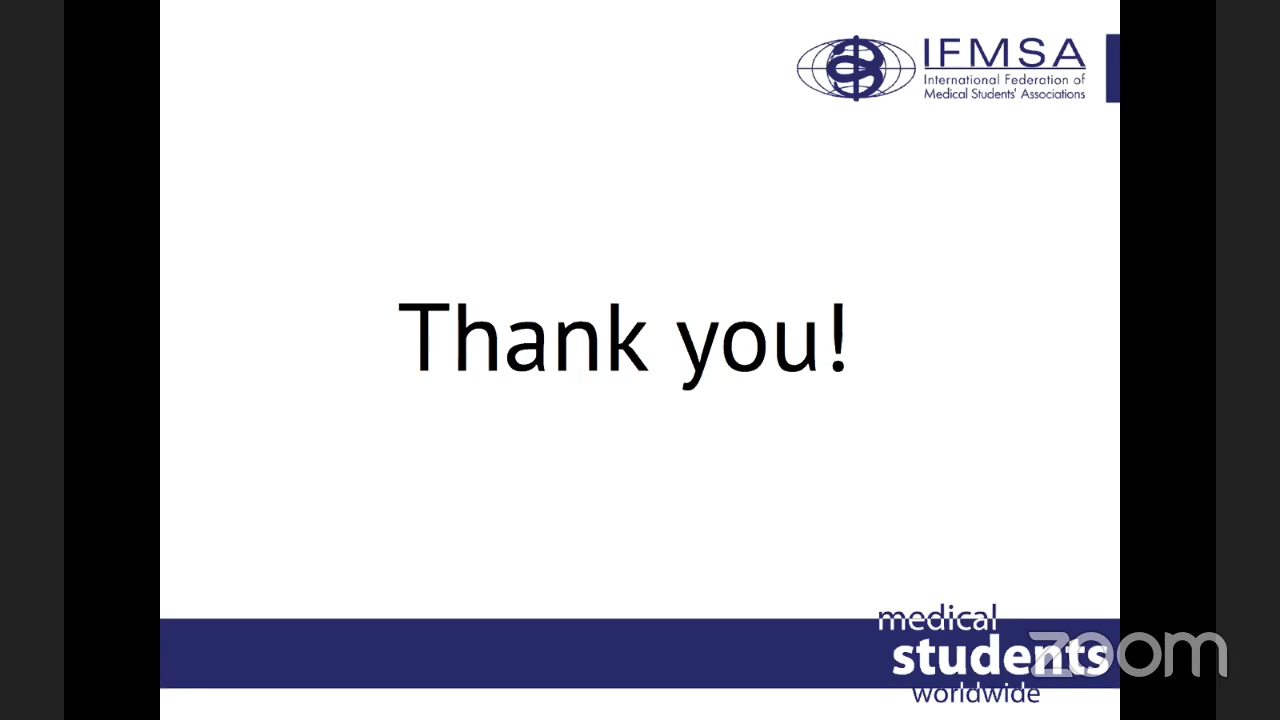 IFMSA
International Federation of
Medical Students' Associations
Thank you!
medical
students
worldwide
zoom